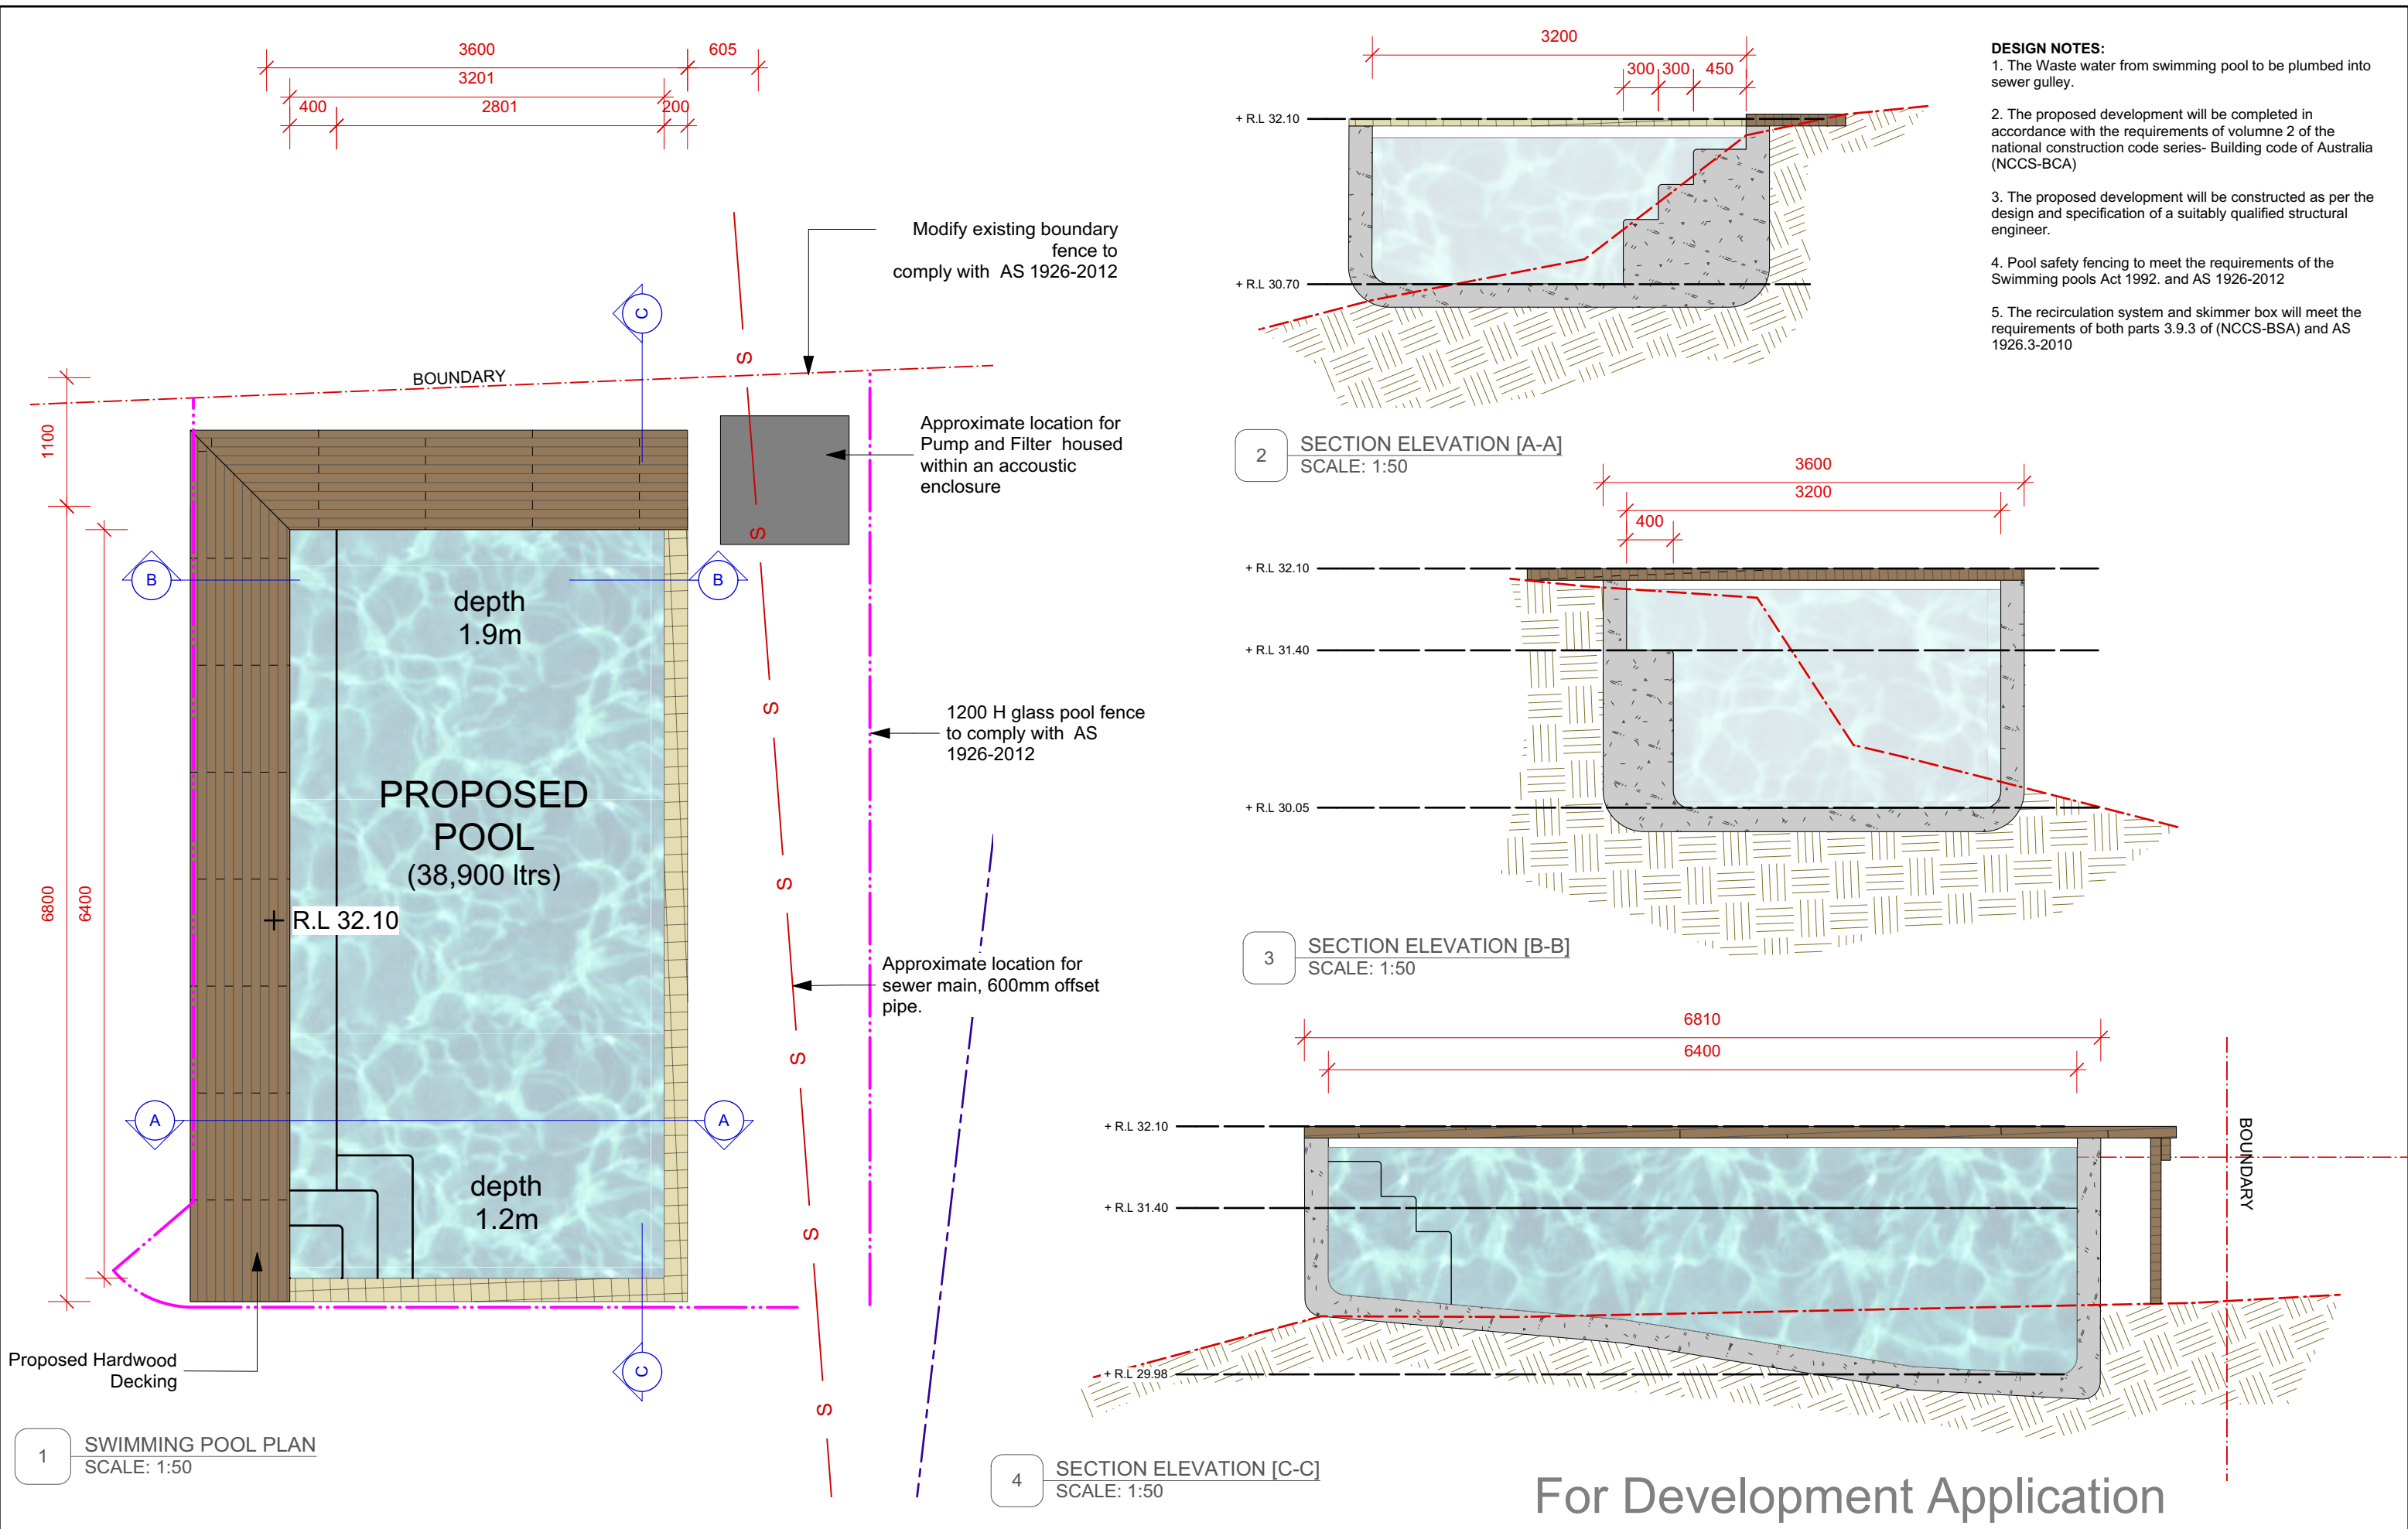 3600
605
3201
400
2801
200
Modify existing boundary
fence to
comply with AS 1926-2012
C
S
BOUNDARY
1100
Approximate location for
Pump and Filter housed
within an accoustic
enclosure
S
B
B
depth
1.9m
S
1200 H glass pool fence
to comply with AS
1926-2012
PROPOSED
POOL
(38,900 ltrs)
S
6800
6400
R.L 32.10
Approximate location for
sewer main, 600mm offset
pipe.
S
A
A
depth
1.2m
S
Proposed Hardwood
Decking
C
S
1
SWIMMING POOL PLAN
SCALE: 1:50
3200
300
300
450
+ R.L 32.10
+ R.L 30.70
2
SECTION ELEVATION [A-A]
SCALE: 1:50
DESIGN NOTES:
1. The Waste water from swimming pool to be plumbed into
sewer gulley.
2. The proposed development will be completed in
accordance with the requirements of volumne 2 of the
national construction code series- Building code of Australia
(NCCS-BCA)
3. The proposed development will be constructed as per the
design and specification of a suitably qualified structural
engineer.
4. Pool safety fencing to meet the requirements of the
Swimming pools Act 1992. and AS 1926-2012
5. The recirculation system and skimmer box will meet the
requirements of both parts 3.9.3 of (NCCS-BSA) and AS
1926.3-2010
3600
3200
400
+ R.L 32.10
+ R.L 31.40
+ R.L 30.05
3
SECTION ELEVATION [B-B]
SCALE: 1:50
6810
6400
+ R.L 32.10
+ R.L 31.40
+ R.L 29.98
BOUNDARY
4
SECTION ELEVATION [C-C]
SCALE: 1:50
For Development Application